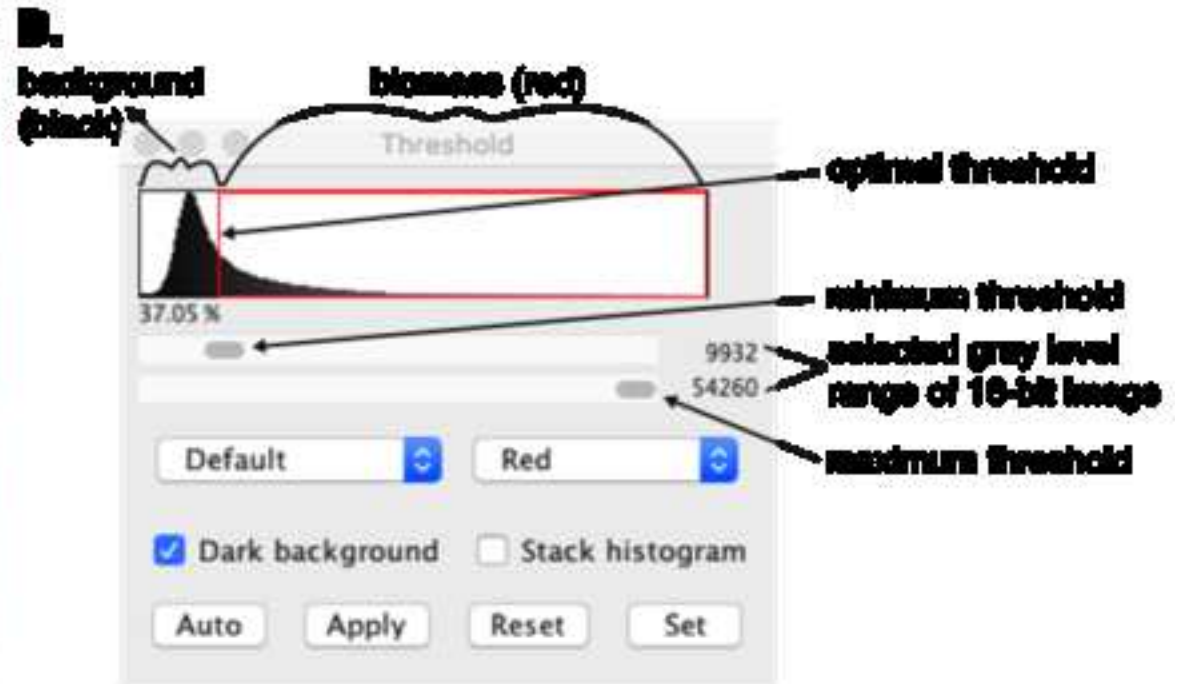 D.
background
(black)
biomass (red)
Threshold
optimal threshold
37.05 %
minimum threshold
9932
selected gray level
54260
range of 16-bit image
maximum threshold
Default
Red
Dark background
Stack histogram
Auto
Apply
Reset
Set